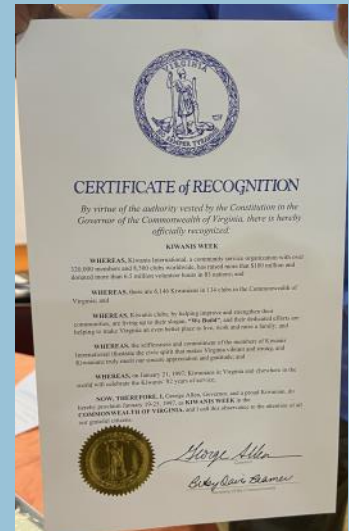 VIRGINIA
SIC SEMPER TYRANNIS
CERTIFICATE of RECOGNITION
By virtue of the authority vested by the Constitution in the
Governor of the Commonwealth of Virginia, there is hereby
officially recognized:
KIWANIS WEEK
WHEREAS, Kiwanis International, a community service organization with over
320,000 members and 8,500 clubs worldwide, has raised more than $100 million and
donated more than 6.5 million volunteer hours in 83 nations; and
WHEREAS, there are 6,146 Kiwanians in 134 clubs in the Commonwealth of
Virginia; and
WHEREAS, Kiwanis clubs, by helping improve and strengthen their
communities, are living up to their slogan, "We Build", and their dedicated efforts are
helping to make Virginia an even better place to live, work and raise a family; and
WHEREAS, the selflessness and commitment of the members of Kiwanis
International illustrate the civic spirit that makes Virginia vibrant and strong, and
Kiwanians truly merit our sincere appreciation and gratitude; and
WHEREAS, on January 21, 1997, Kiwanians in Virginia and elsewhere in the
world will celebrate the Kiwanis' 82 years of service;
NOW, THEREFORE, I, George Allen, Governor, and a proud Kiwanian, do
hereby proclaim January 19-25, 1997, as KIWANIS WEEK in the
COMMONWEALTH OF VIRGINIA, and I call this observance to the attention of all
our grateful citizens.
George Allen
Betsy Davis Beamer